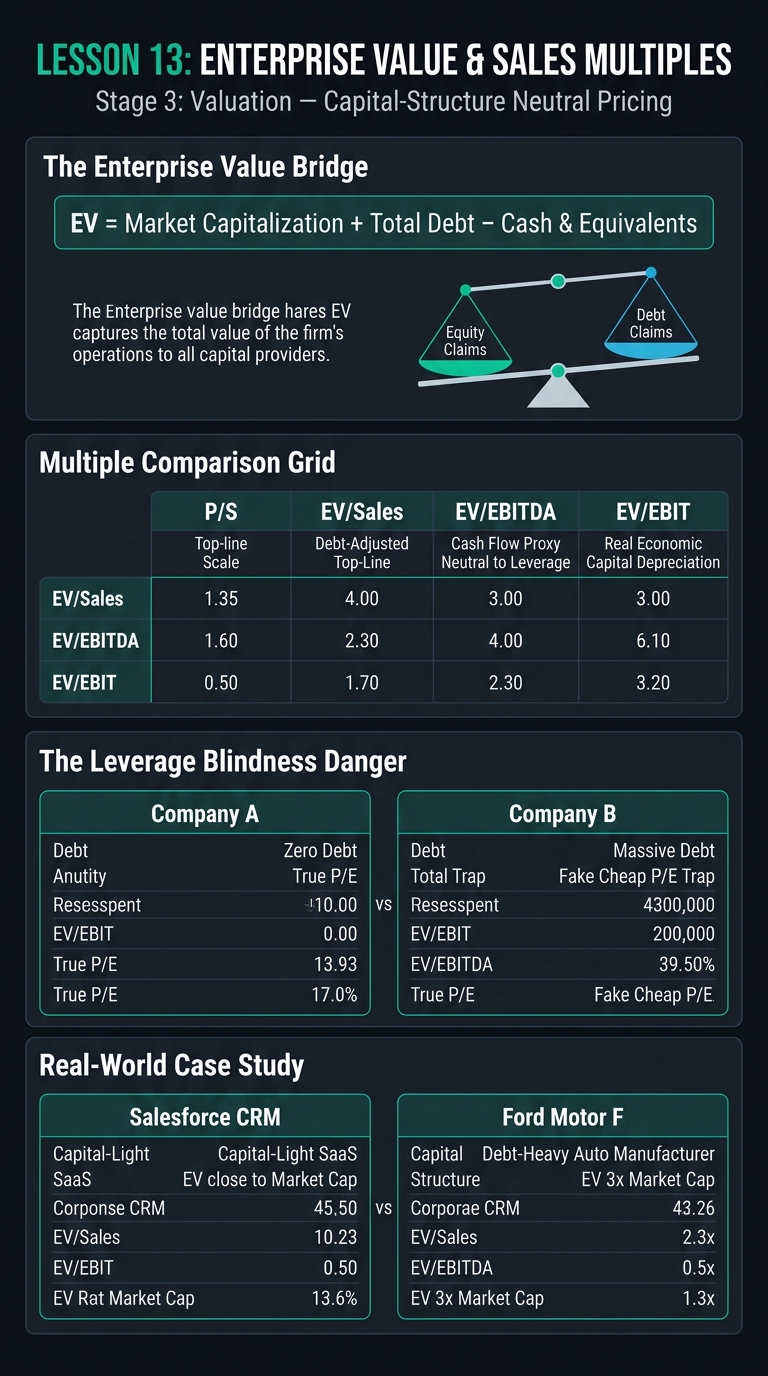 LESSON 13: ENTERPRISE VALUE & SALES MULTIPLES
Stage 3: Valuation — Capital-Structure Neutral Pricing
The Enterprise Value Bridge
EV = Market Capitalization + Total Debt – Cash & Equivalents
The Enterprise value bridge hares EV
captures the total value of the firm's
operations to all capital providers.
Equity
Claims
Debt
Claims
Multiple Comparison Grid
P/S EV/Sales EV/EBITDA EV/EBIT
Top-line Debt-Adjusted Cash Flow Proxy Real Economic
Scale Top-Line Neutral to Leverage Capital Depreciation
EV/Sales 1.35 4.00 3.00 3.00
EV/EBITDA 1.60 2.30 4.00 6.10
EV/EBIT 0.50 1.70 2.30 3.20
The Leverage Blindness Danger
Company A
Debt Zero Debt
Anutity True P/E
Resesspent 10.00
EV/EBIT 0.00
True P/E 13.93
True P/E 17.0%
vs
Company B
Debt Massive Debt
Total Trap Fake Cheap P/E Trap
Resesspent 4300,000
EV/EBIT 200,000
EV/EBITDA 39.50%
True P/E Fake Cheap P/E.
Real-World Case Study
Salesforce CRM
Capital-Light Capital-Light SaaS
SaaS EV close to Market Cap
Corponse CRM 45.50
EV/Sales 10.23
EV/EBIT 0.50
EV Rat Market Cap 13.6%
vs
Ford Motor F
Capital Debt-Heavy Auto Manufacturer
Structure EV 3x Market Cap
Corporae CRM 43.26
EV/Sales 2.3x
EV/EBITDA 0.5x
EV 3x Market Cap 1.3x